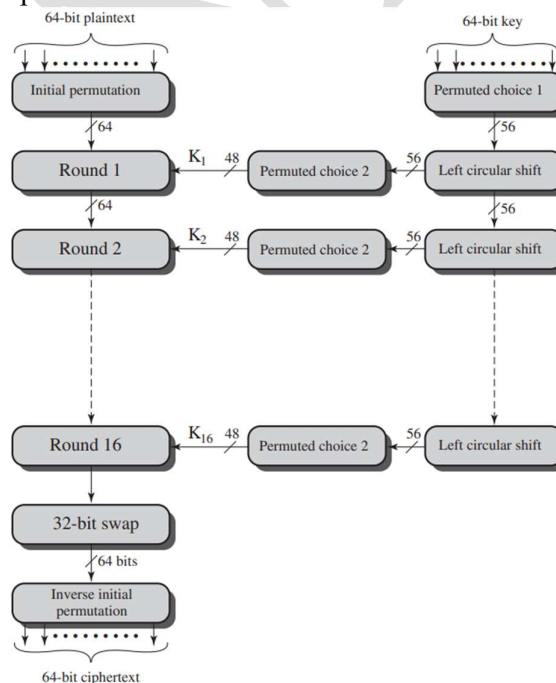 64-bit plaintext
64-bit key
Initial permutation
Permuted choice 1
64
56
Round 1
K1
48
Permuted choice 2
56
Left circular shift
64
56
Round 2
K2
48
Permuted choice 2
56
Left circular shift
Round 16
K16
48
Permuted choice 2
56
Left circular shift
32-bit swap
64 bits
Inverse initial
permutation
64-bit ciphertext